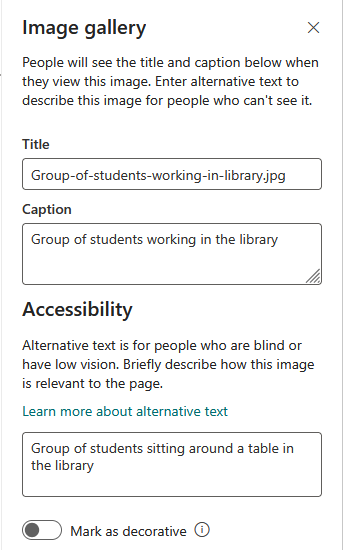 Image gallery
People will see the title and caption below when
they view this image. Enter alternative text to
describe this image for people who can't see it.
Title
Group-of-students-working-in-library.jpg
Caption
Group of students working in the library
Accessibility
Alternative text is for people who are blind or
have low vision. Briefly describe how this image
is relevant to the page.
Learn more about alternative text
Group of students sitting around a table in
the library
Mark as decorative